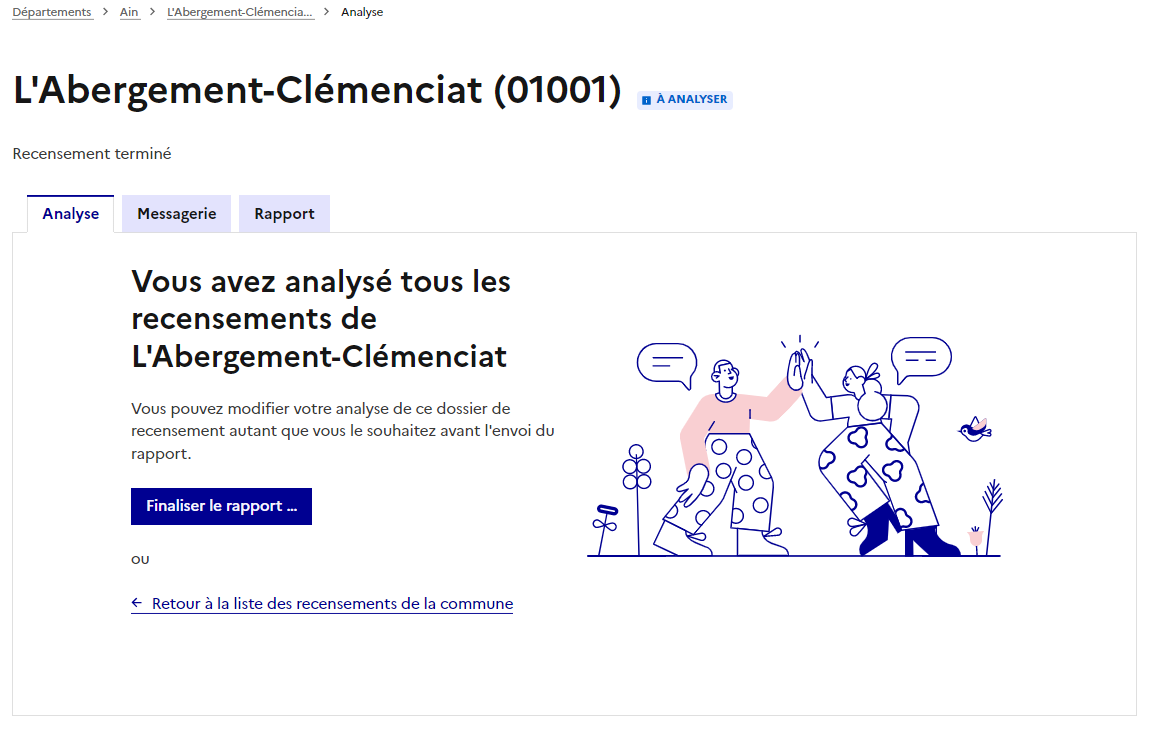 Départements > Ain > L'Abergement-Clémencia... > Analyse
L'Abergement-Clémenciat (01001) À ANALYSER
Recensement terminé
Analyse Messagerie Rapport
Vous avez analysé tous les
recensements de
L'Abergement-Clémenciat
Vous pouvez modifier votre analyse de ce dossier de
recensement autant que vous le souhaitez avant l'envoi du
rapport.
Finaliser le rapport ...
ou
← Retour à la liste des recensements de la commune